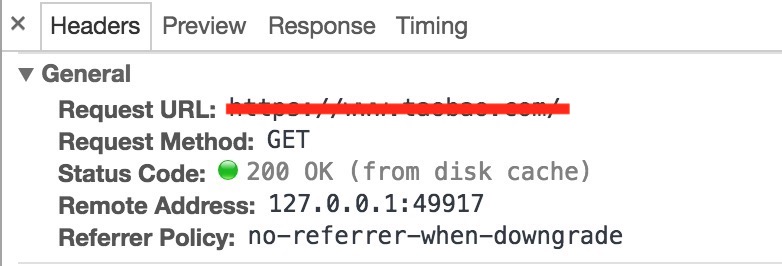 × Headers Preview Response Timing
▼ General
Request URL: https://www.taobao.com/
Request Method: GET
Status Code: 200 OK (from disk cache)
Remote Address: 127.0.0.1:49917
Referrer Policy: no-referrer-when-downgrade